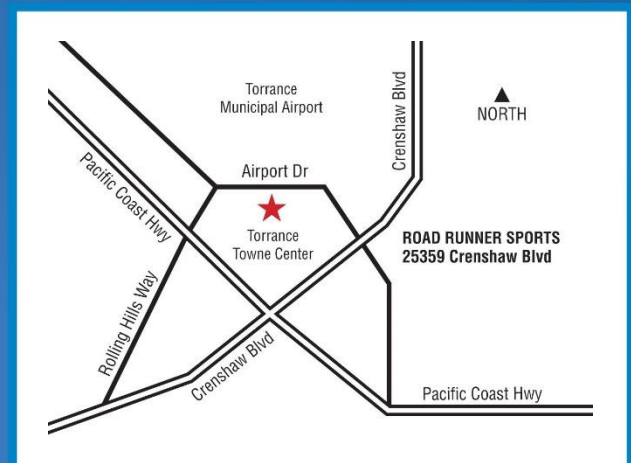 Torrance
Municipal Airport
Crenshaw Blvd
NORTH
Pacific Coast Hwy
Airport Dr
Torrance
Towne Center
ROAD RUNNER SPORTS
25359 Crenshaw Blvd
Rolling Hills Way
Crenshaw Blvd
Pacific Coast Hwy